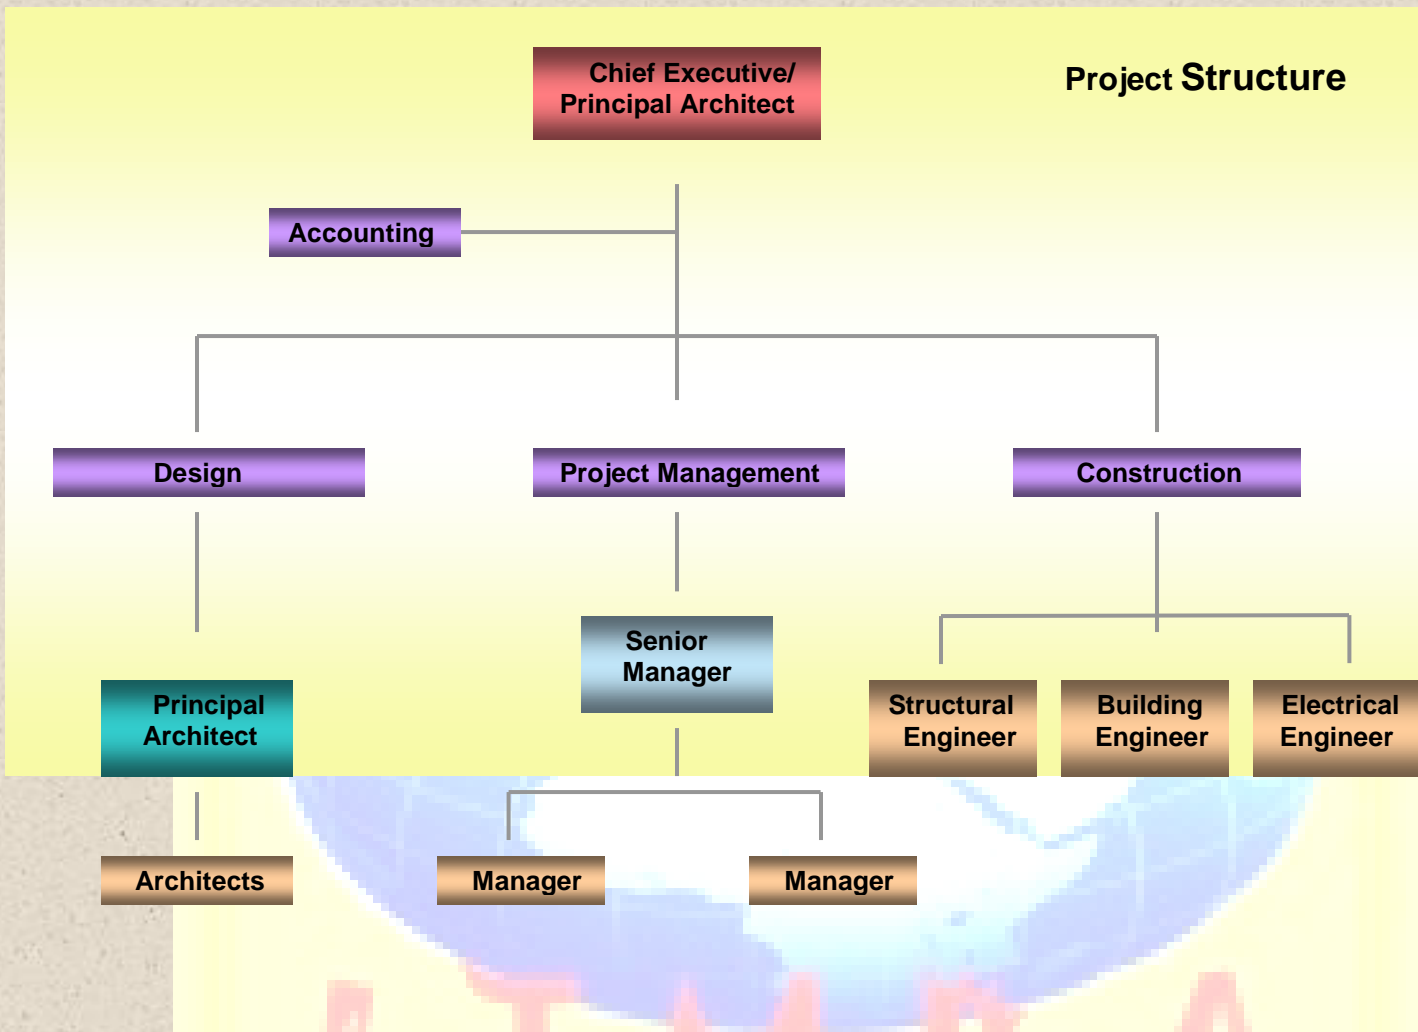 Project Structure
Chief Executive/
Principal Architect
Accounting
Design
Project Management
Construction
Senior
Manager
Principal
Architect
Structural
Engineer
Building
Engineer
Electrical
Engineer
Architects
Manager
Manager